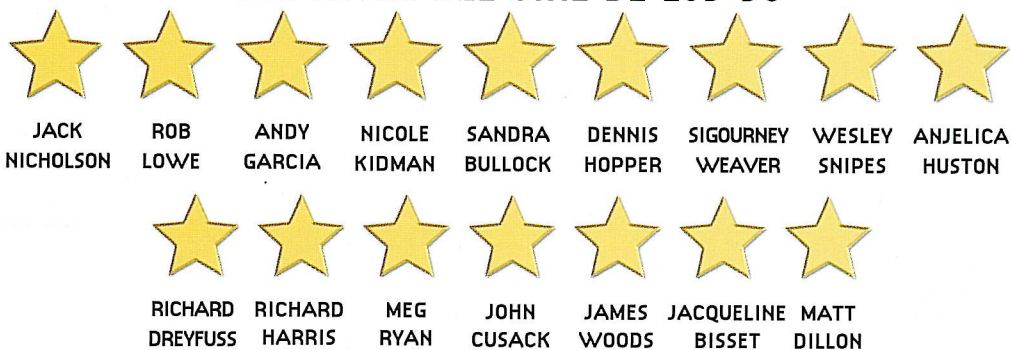 JACK ROB ANDY NICOLE SANDRA DENNIS SIGOURNEY WESLEY ANJELICA
NICHOLSON LOWE GARCIA KIDMAN BULLOCK HOPPER WEAVER SNIPES HUSTON
RICHARD RICHARD MEG JOHN JAMES JACQUELINE MATT
DREYFUSS HARRIS RYAN CUSACK WOODS BISSET DILLON